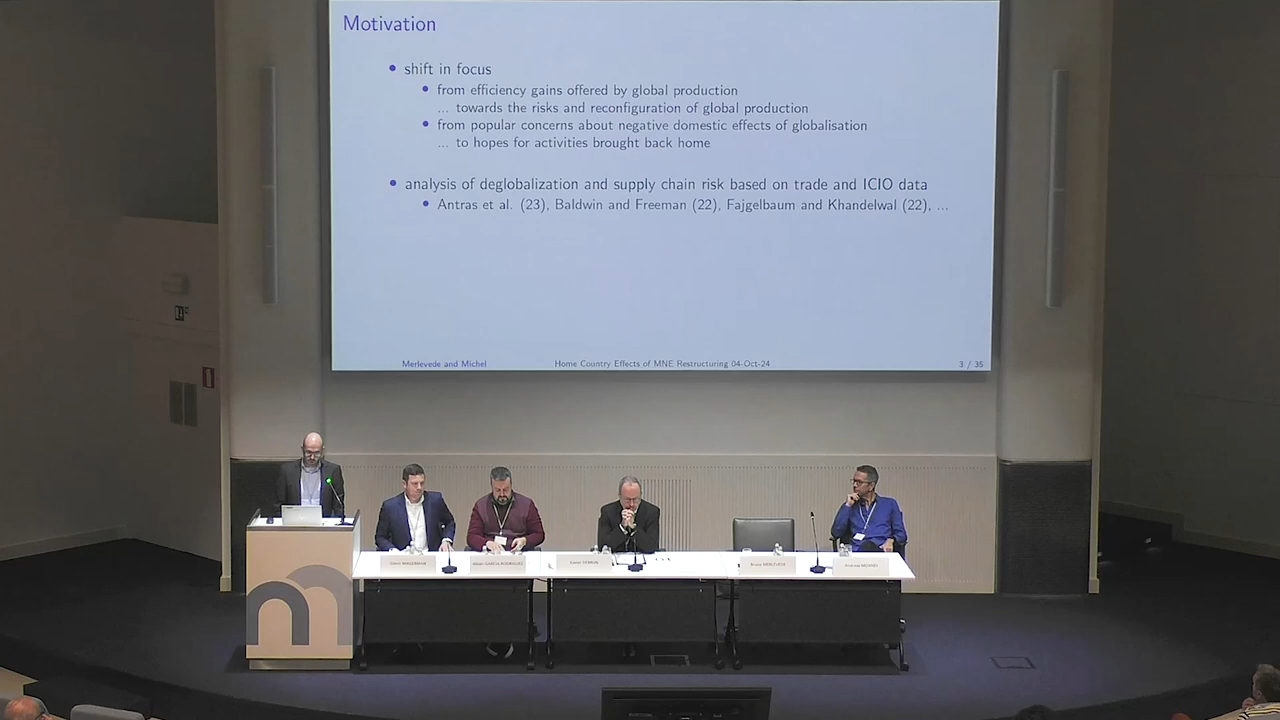 Motivation
• shift in focus
• from efficiency gains offered by global production
... towards the risks and reconfiguration of global production
• from popular concerns about negative domestic effects of globalisation
... to hopes for activities brought back home
• analysis of deglobalization and supply chain risk based on trade and ICIO data
• Antras et al. (23), Baldwin and Freeman (22), Fajgelbaum and Khandelwal (22), ...
Merlevede and Michel
Home Country Effects of MNE Restructuring 04-Oct-24
3 / 35
Bruno MERLEVEDE